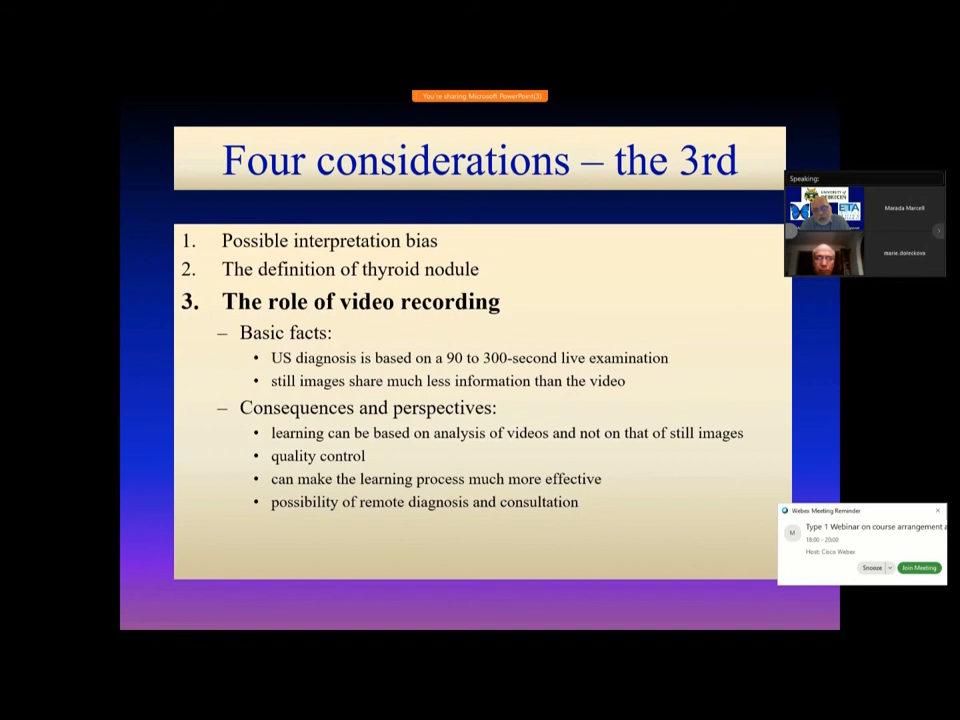 You're sharing Microsoft PowerPoint(3)
Four considerations – the 3rd
1. Possible interpretation bias
2. The definition of thyroid nodule
3. The role of video recording
– Basic facts:
• US diagnosis is based on a 90 to 300-second live examination
• still images share much less information than the video
– Consequences and perspectives:
• learning can be based on analysis of videos and not on that of still images
• quality control
• can make the learning process much more effective
• possibility of remote diagnosis and consultation
Speaking:
UNIVERSITY of
DEBRECEN
ETA
Marada Marcell
Webex Meeting Reminder
M
Type 1 Webinar on course arrangement a
18:00 - 20:00
Host: Cisco Webex
Snooze
Join Meeting